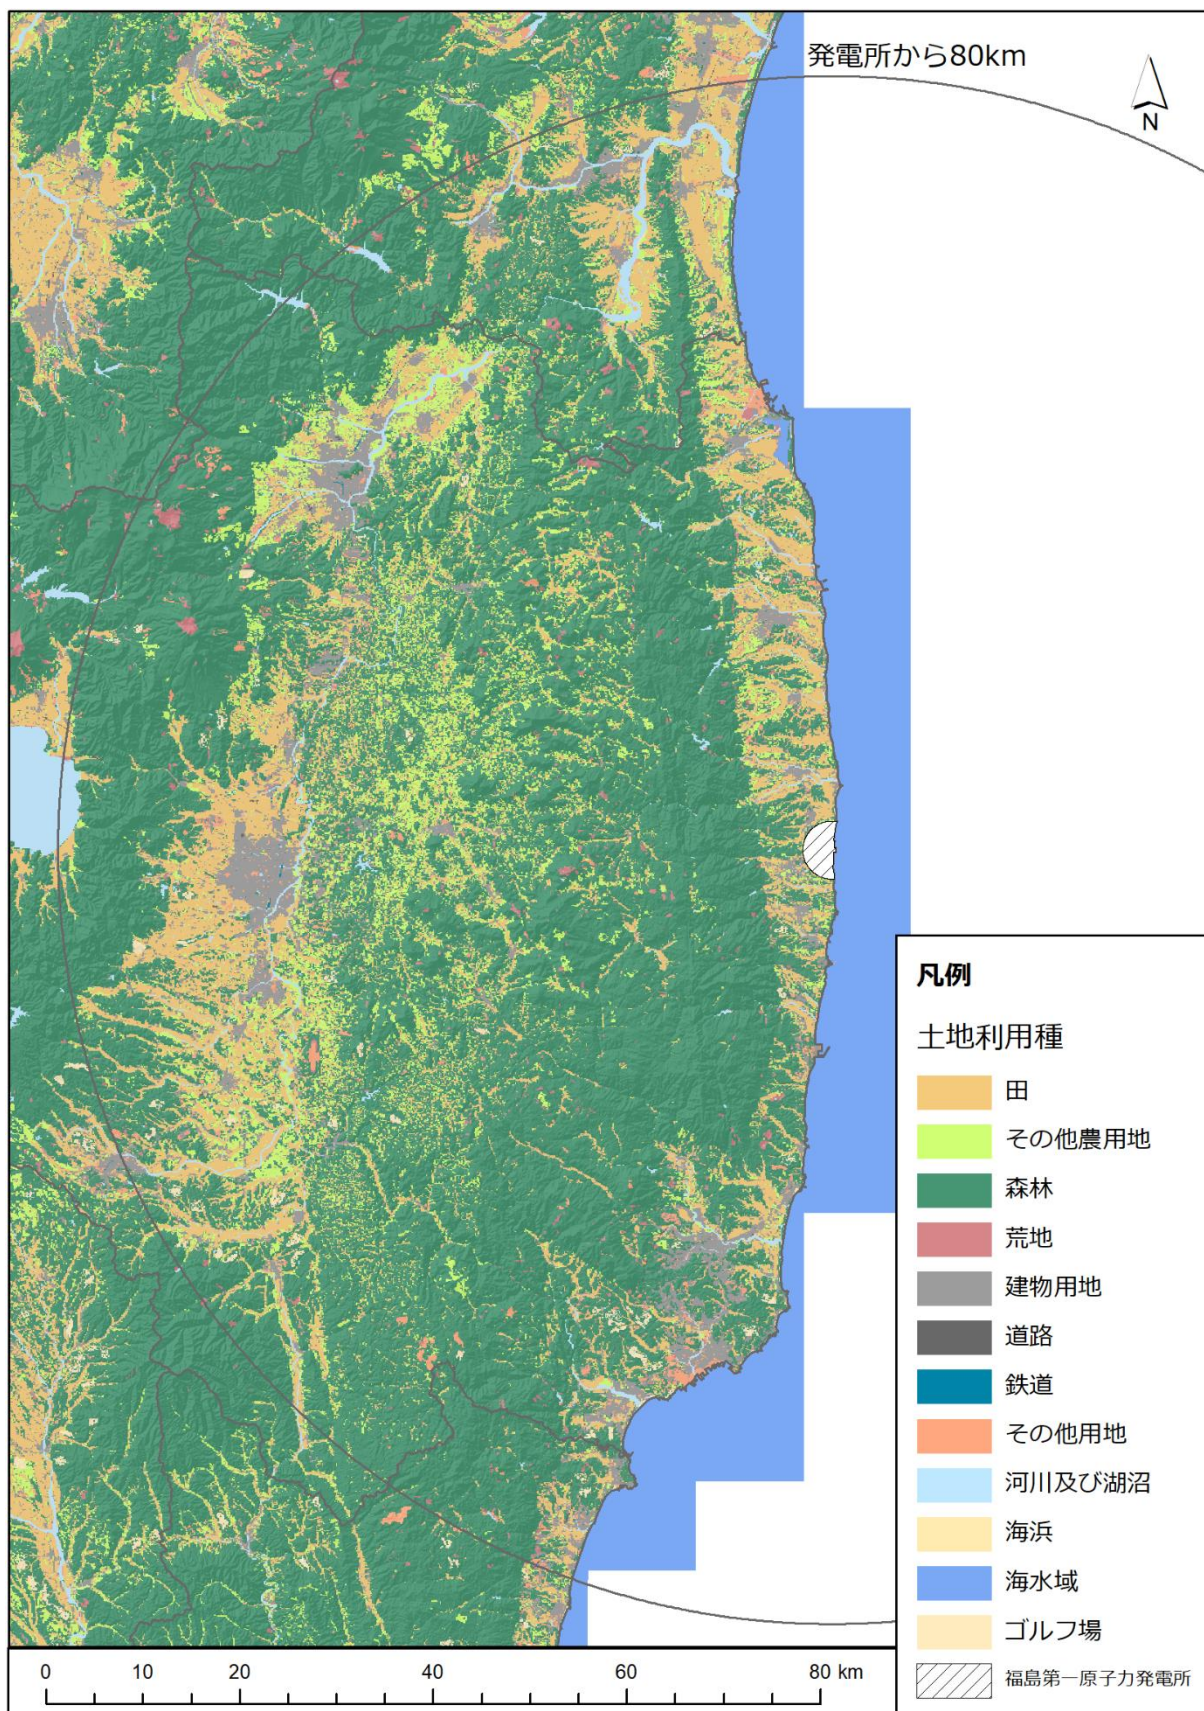 発電所から80km
N
凡例
土地利用種
田
その他農用地
森林
荒地
建物用地
道路
鉄道
その他用地
河川及び湖沼
海浜
海水域
ゴルフ場
福島第一原子力発電所
0 10 20 40 60 80 km